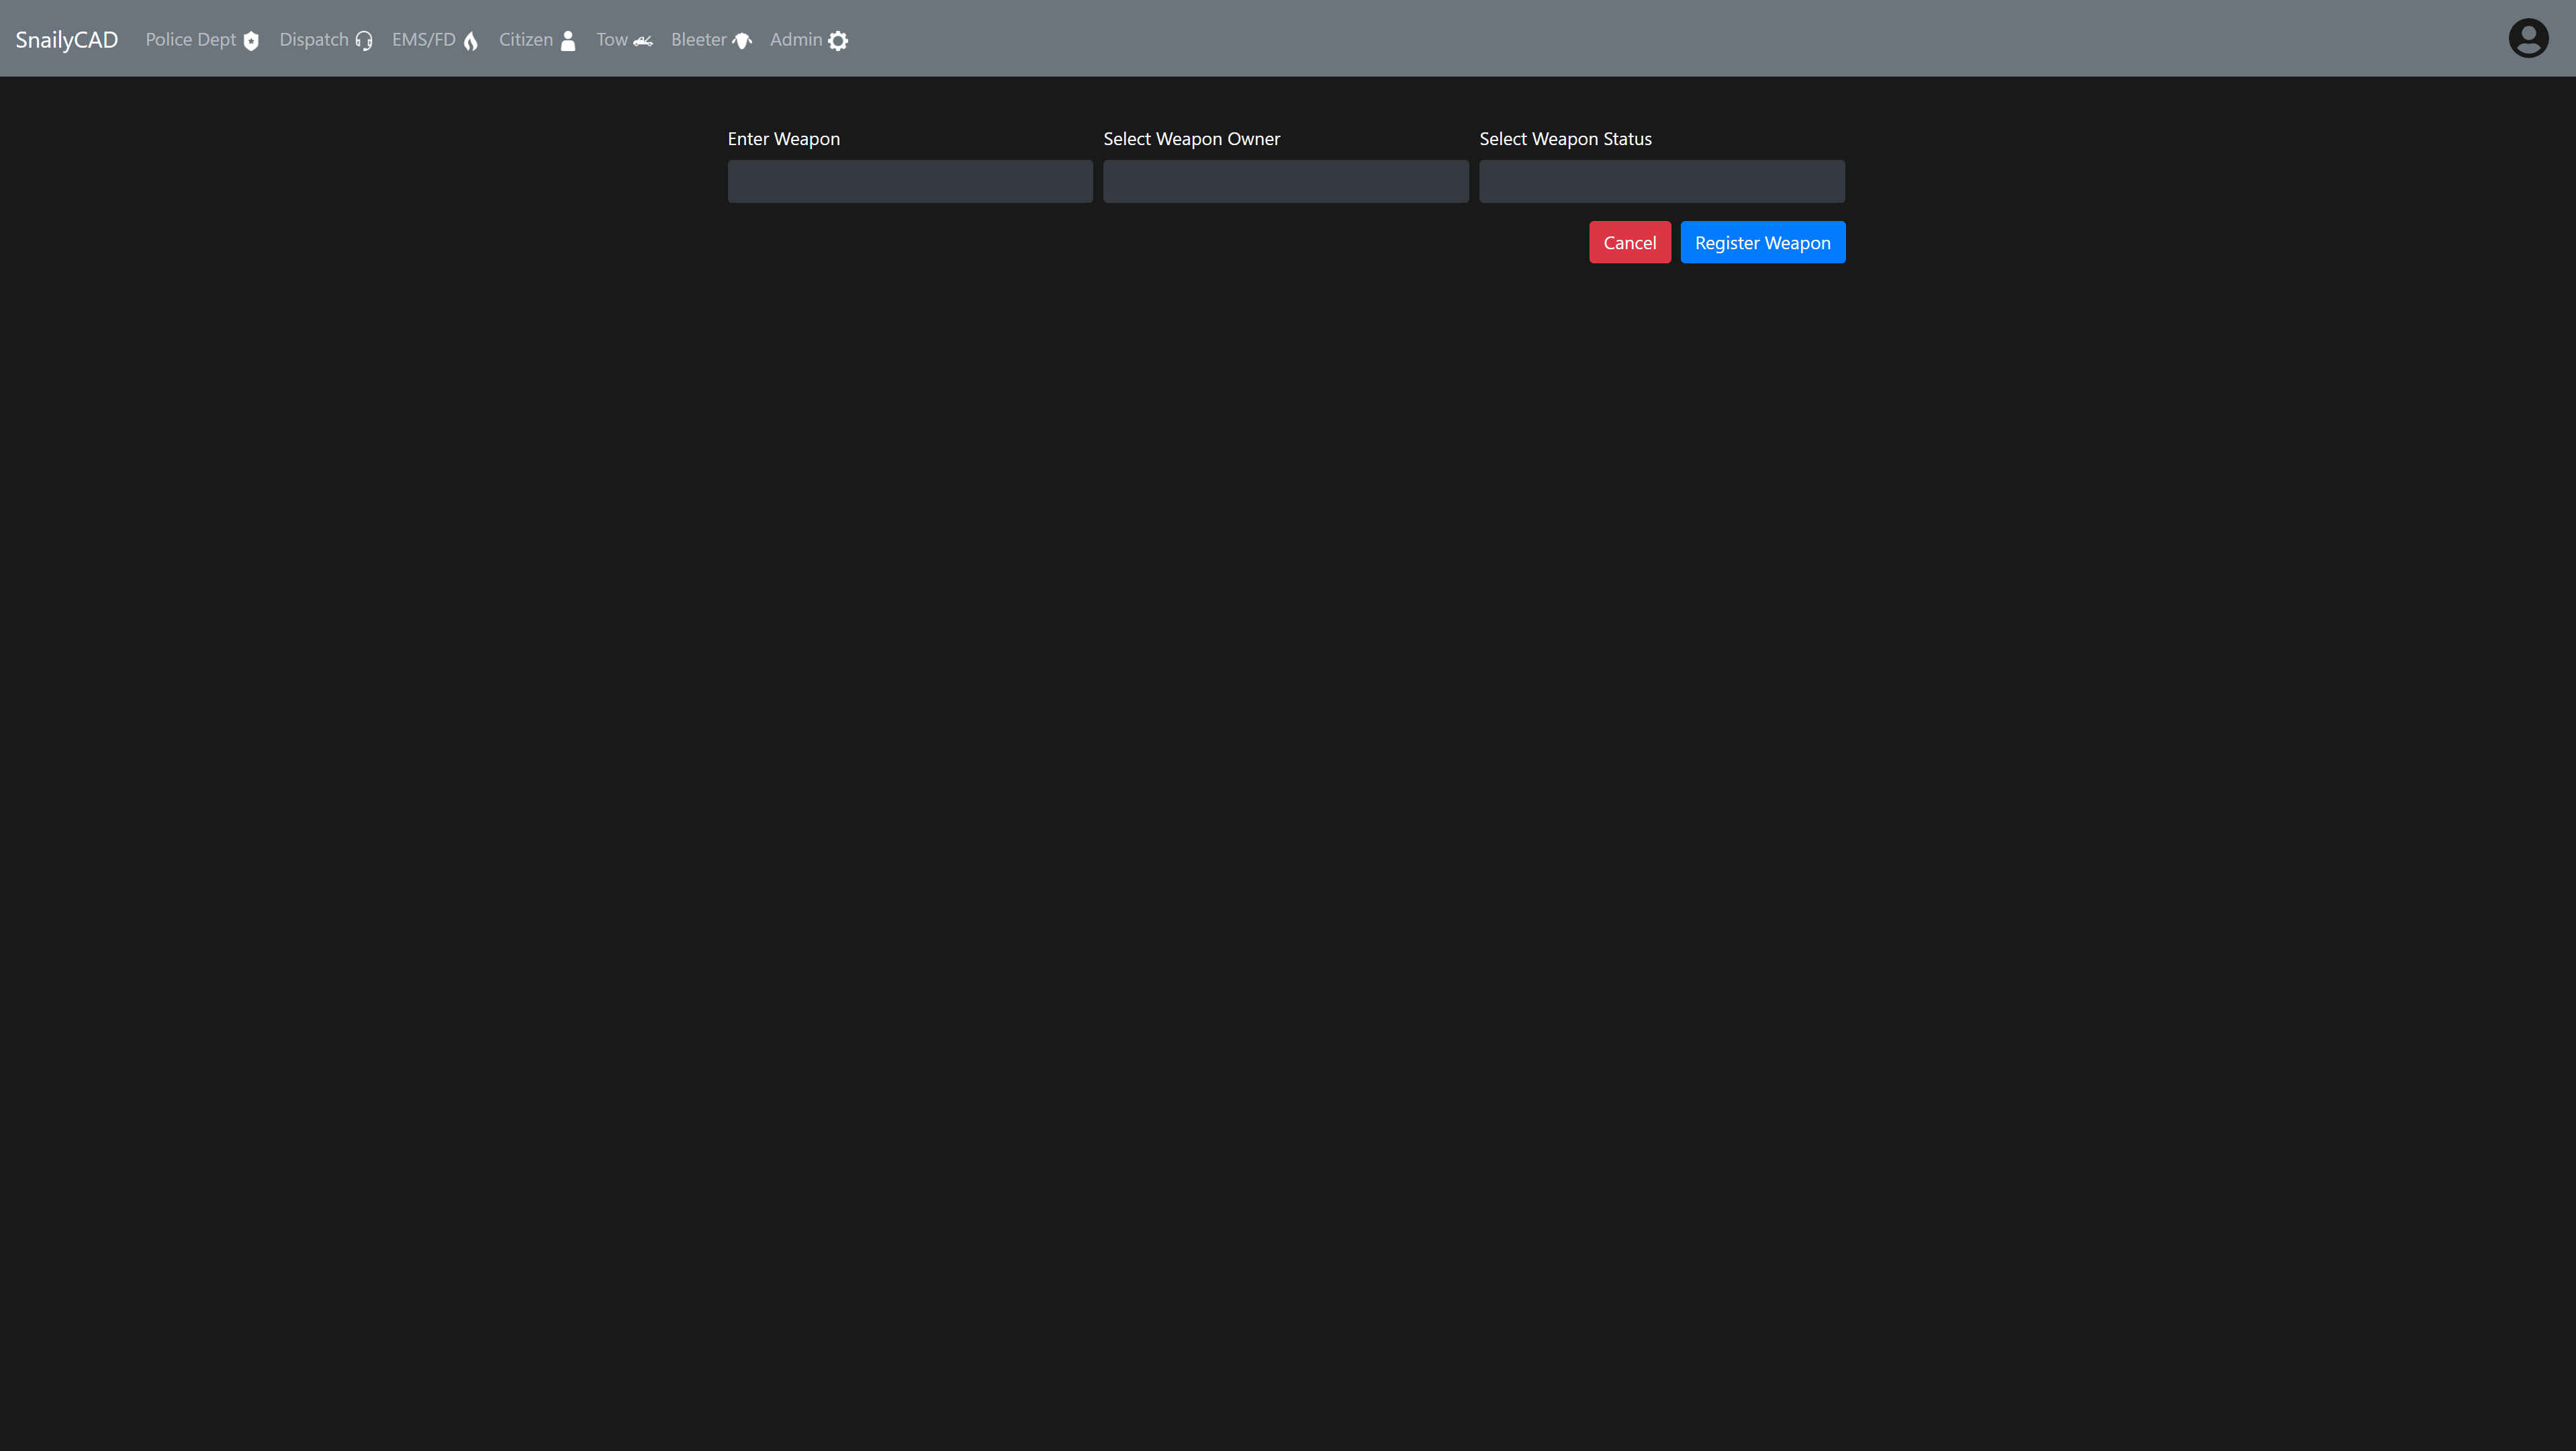 SnailyCAD Police Dept Dispatch EMS/FD Citizen Tow Bleeter Admin
Enter Weapon Select Weapon Owner Select Weapon Status
Cancel Register Weapon